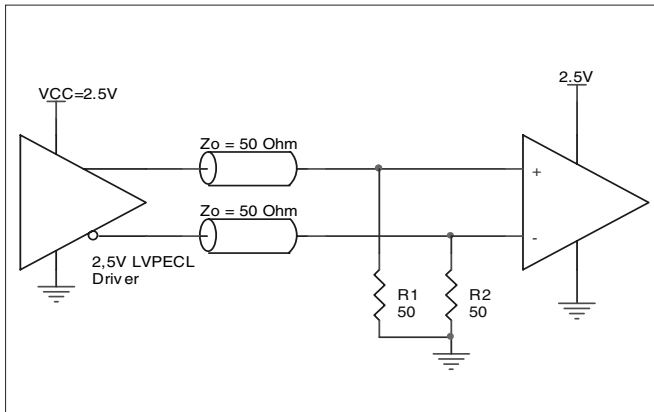 VCC=2.5V
2.5V
Zo = 50 Ohm
+
Zo = 50 Ohm
-
2,5V LVPECL
Driver
R1
50
R2
50